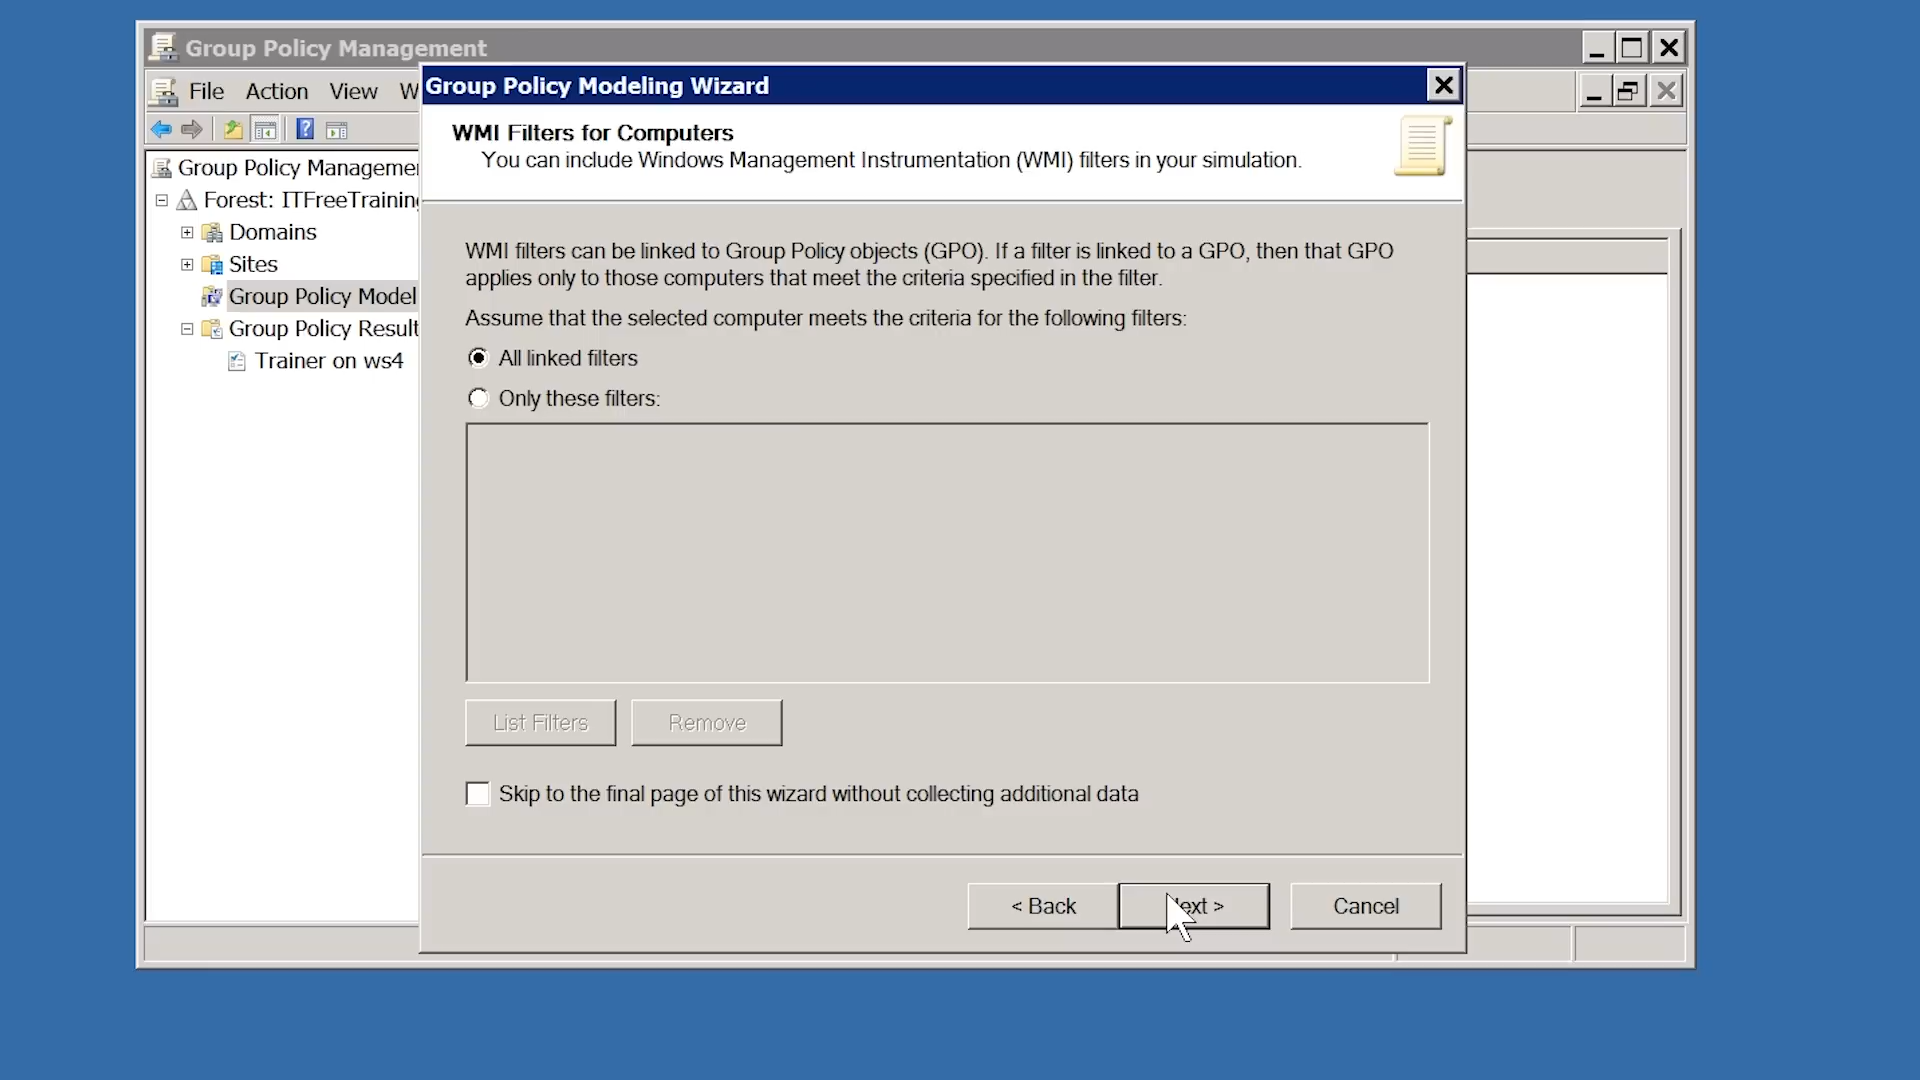 Group Policy Management
File Action View
Group Policy Modeling Wizard
WMI Filters for Computers
You can include Windows Management Instrumentation (WMI) filters in your simulation.
Group Policy Manageme
Forest: ITFreeTraining
Domains
Sites
Group Policy Model
Group Policy Result
Trainer on ws4
WMI filters can be linked to Group Policy objects (GPO). If a filter is linked to a GPO, then that GPO
applies only to those computers that meet the criteria specified in the filter.
Assume that the selected computer meets the criteria for the following filters:
All linked filters
Only these filters:
List Filters
Remove
Skip to the final page of this wizard without collecting additional data
< Back
ext >
Cancel